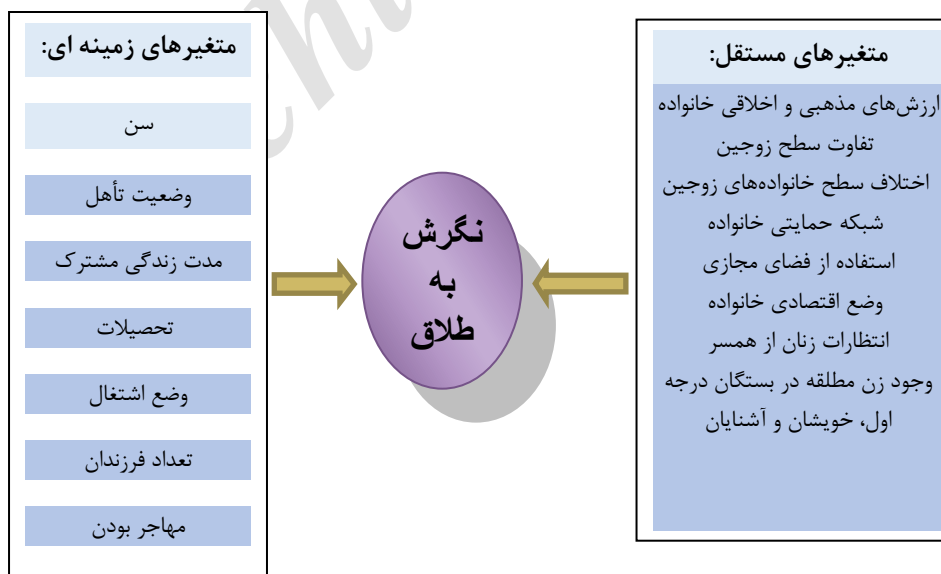 متغیرهای مستقل:
ارزش‌های مذهبی و اخلاقی خانواده
تفاوت سطح زوجین
اختلاف سطح خانواده‌های زوجین
شبکه حمایتی خانواده
استفاده از فضای مجازی
وضع اقتصادی خانواده
انتظارات زنان از همسر
وجود زن مطلقه در بستگان درجه
اول، خویشان و آشنایان
نگرش
به
طلاق
متغیرهای زمینه ای:
سن
وضعیت تأهل
مدت زندگی مشترک
تحصیلات
وضع اشتغال
تعداد فرزندان
مهاجر بودن